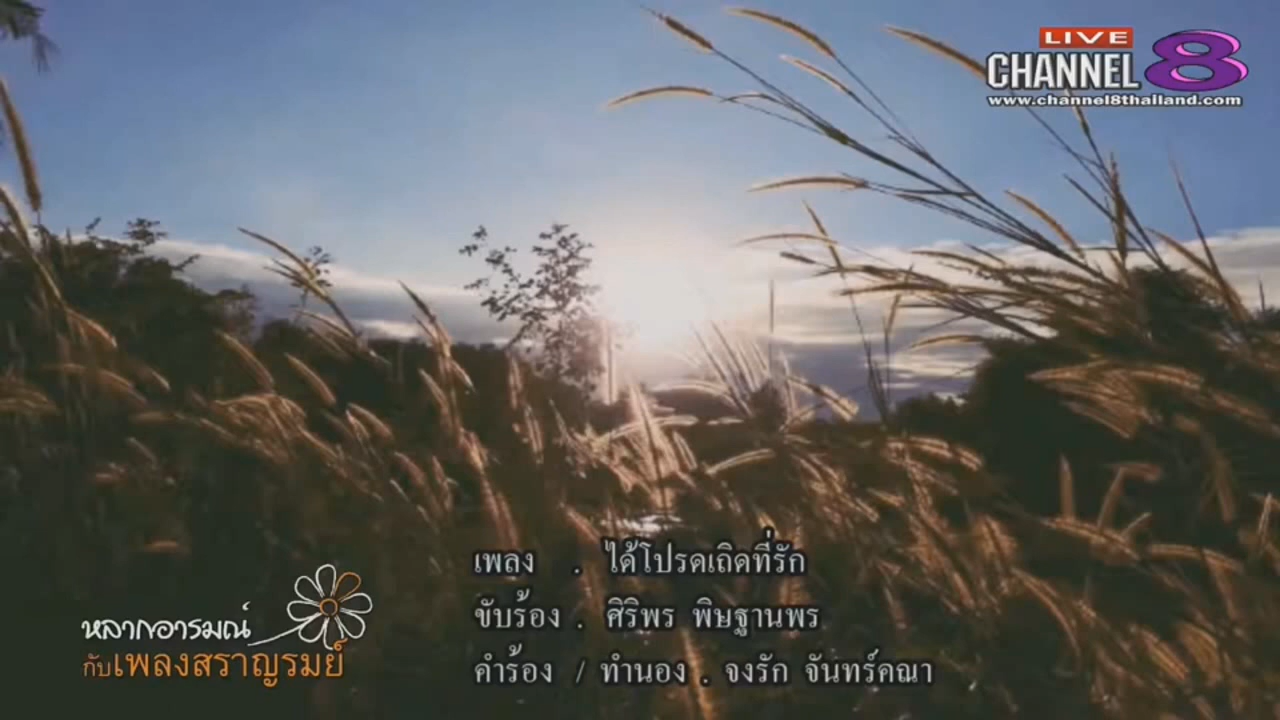 LIVE
CHANNEL 8
www.channel8thailand.com
เพลง . ได้โปรดเถิดที่รัก
ขับร้อง . ศิริพร พิษฐานพร
คำร้อง / ทำนอง . จงรัก จันทร์คณา
หลากอารมณ์
กับเพลงสราญรมย์